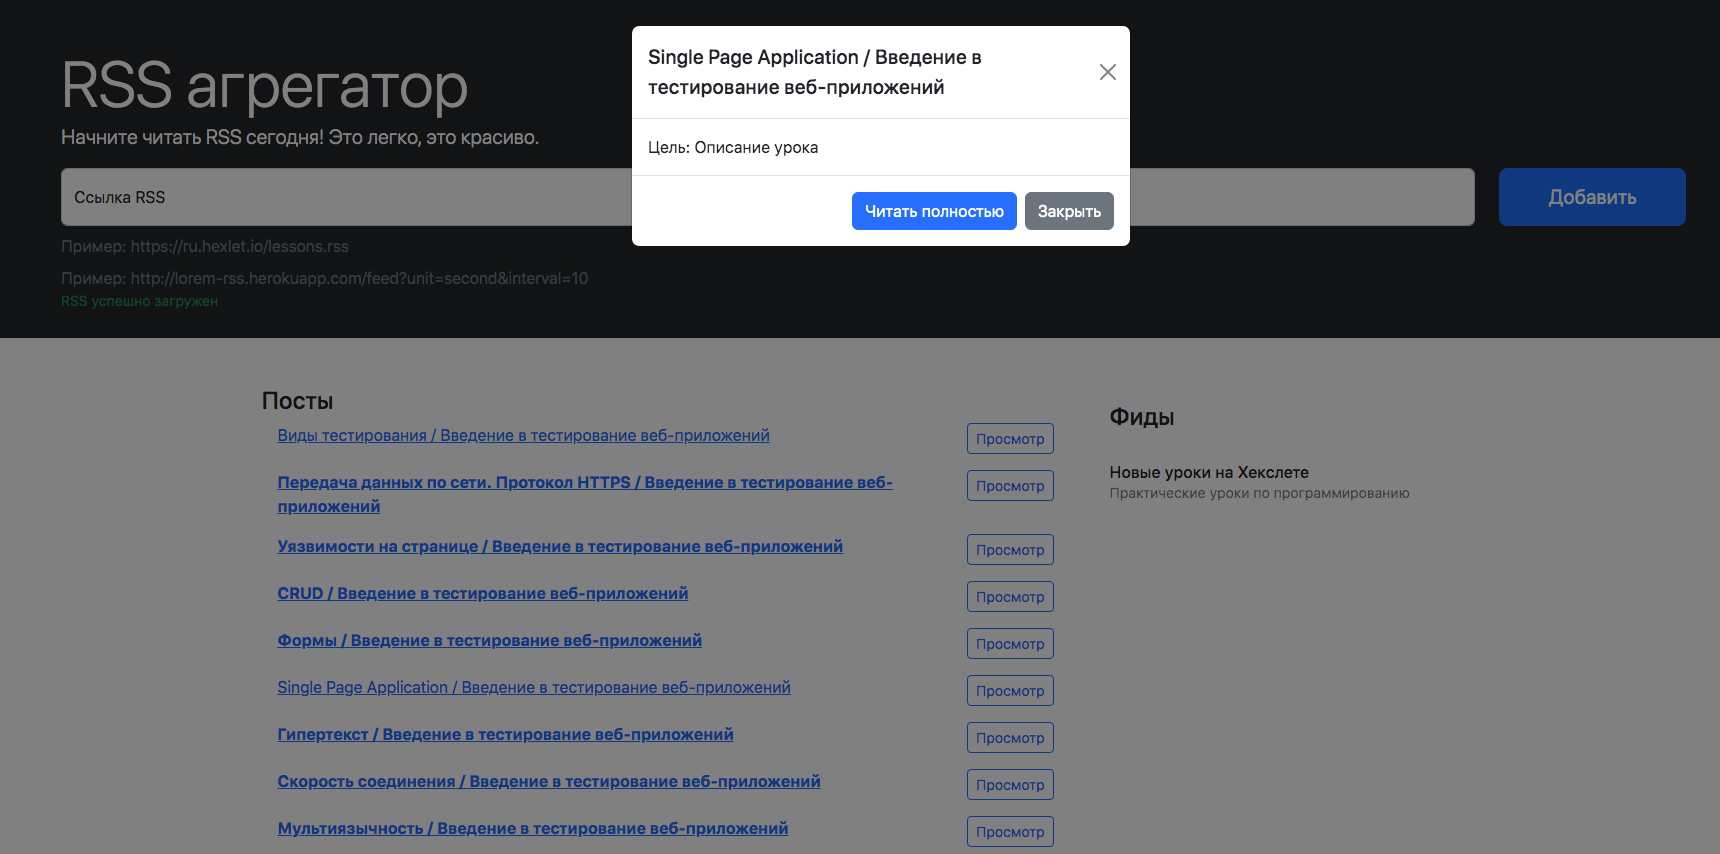 Single Page Application / Введение в
тестирование веб-приложений
Цель: Описание урока
Читать полностью
Закрыть
RSS агрегатор
Начните читать RSS сегодня! Это легко, это красиво.
Ссылка RSS
Добавить
Пример: https://ru.hexlet.io/lessons.rss
Пример: http://lorem-rss.herokuapp.com/feed?unit=second&interval=10
RSS успешно загружен
Посты
Виды тестирования / Введение в тестирование веб-приложений
Просмотр
Передача данных по сети. Протокол HTTPS / Введение в тестирование веб-
приложений
Просмотр
Уязвимости на странице / Введение в тестирование веб-приложений
Просмотр
CRUD / Введение в тестирование веб-приложений
Просмотр
Формы / Введение в тестирование веб-приложений
Просмотр
Single Page Application / Введение в тестирование веб-приложений
Просмотр
Гипертекст / Введение в тестирование веб-приложений
Просмотр
Скорость соединения / Введение в тестирование веб-приложений
Просмотр
Мультиязычность / Введение в тестирование веб-приложений
Просмотр
Фиды
Новые уроки на Хекслете
Практические уроки по программированию